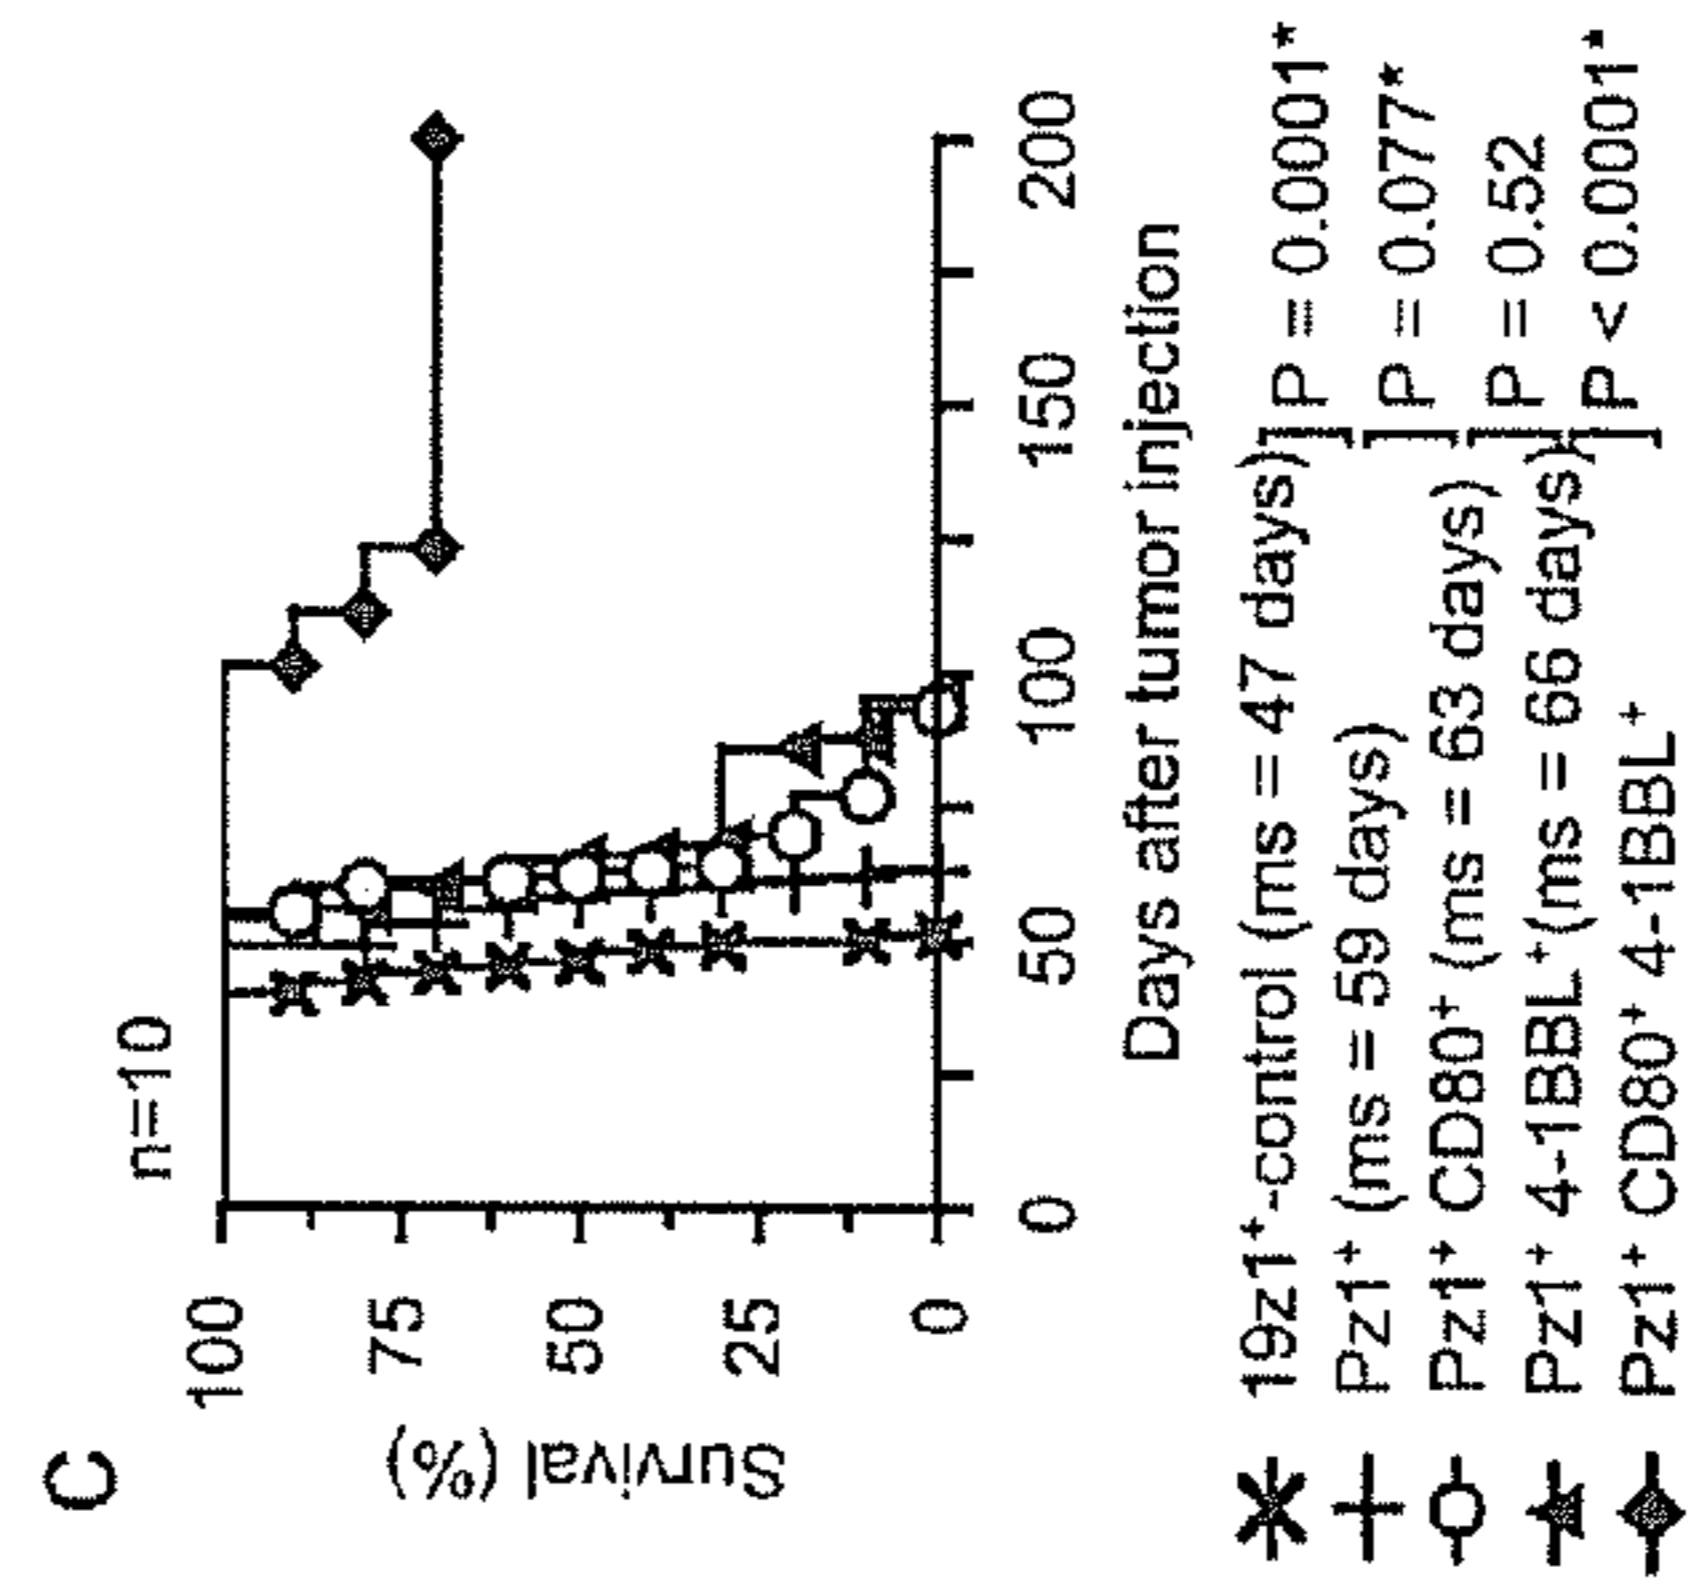 C
n=10
Survival (%)
100
75
50
25
0
0 50 100 150 200
Days after tumor injection
19z1⁺-control (ms = 47 days) ] P = 0.0001*
Pz1⁺ (ms = 59 days) ] P = 0.077*
Pz1⁺ CD80⁺ (ms = 63 days) ] P = 0.52
Pz1⁺ 4-1BBL⁺ (ms = 66 days) ] P < 0.0001*
Pz1⁺ CD80⁺ 4-1BBL⁺